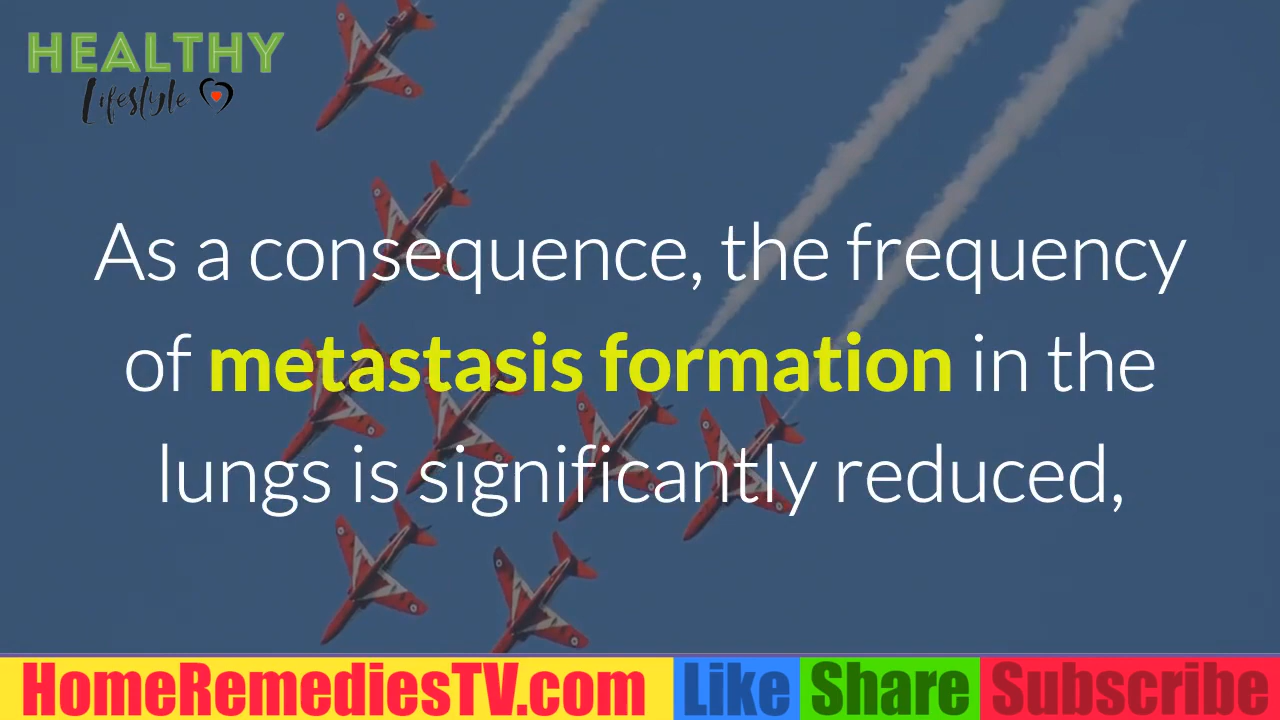 HEALTHY
Lifestyle
As a consequence, the frequency
of metastasis formation in the
lungs is significantly reduced,
HomeRemediesTV.com Like Share Subscribe